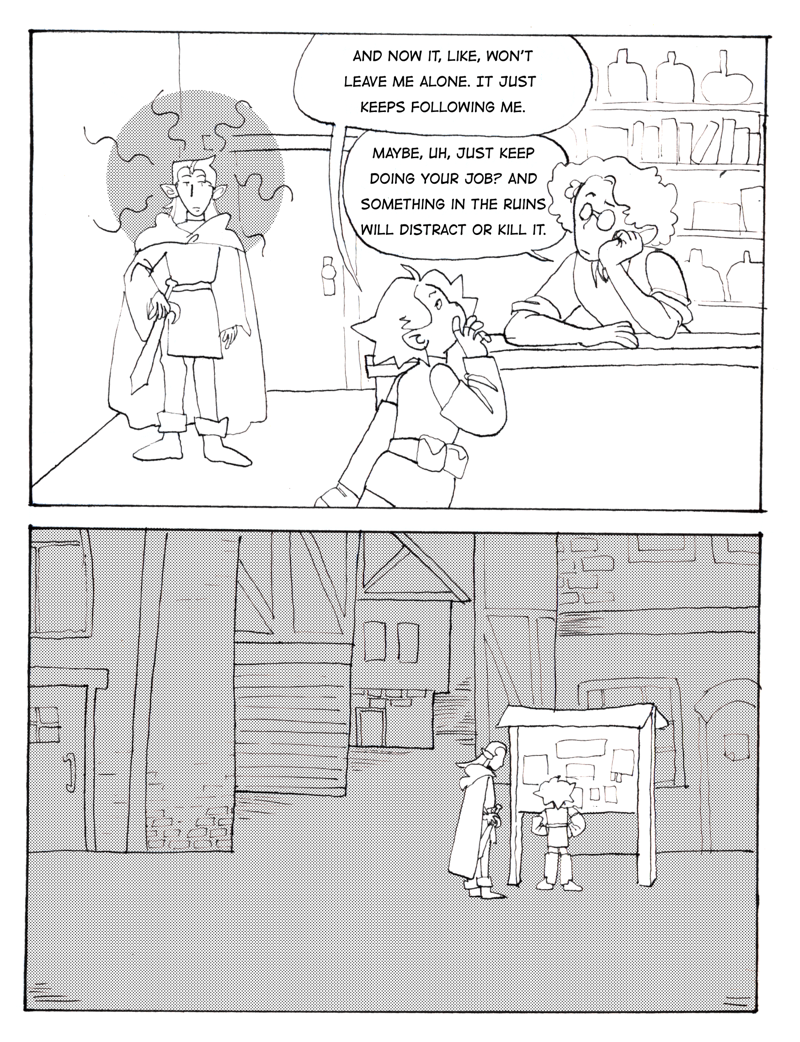 AND NOW IT, LIKE, WON'T
LEAVE ME ALONE. IT JUST
KEEPS FOLLOWING ME.
MAYBE, UH, JUST KEEP
DOING YOUR JOB? AND
SOMETHING IN THE RUINS
WILL DISTRACT OR KILL IT.